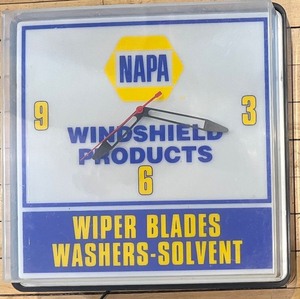 NAPA
9
3
WINDSHIELD
PRODUCTS
6
WIPER BLADES
WASHERS-SOLVENT